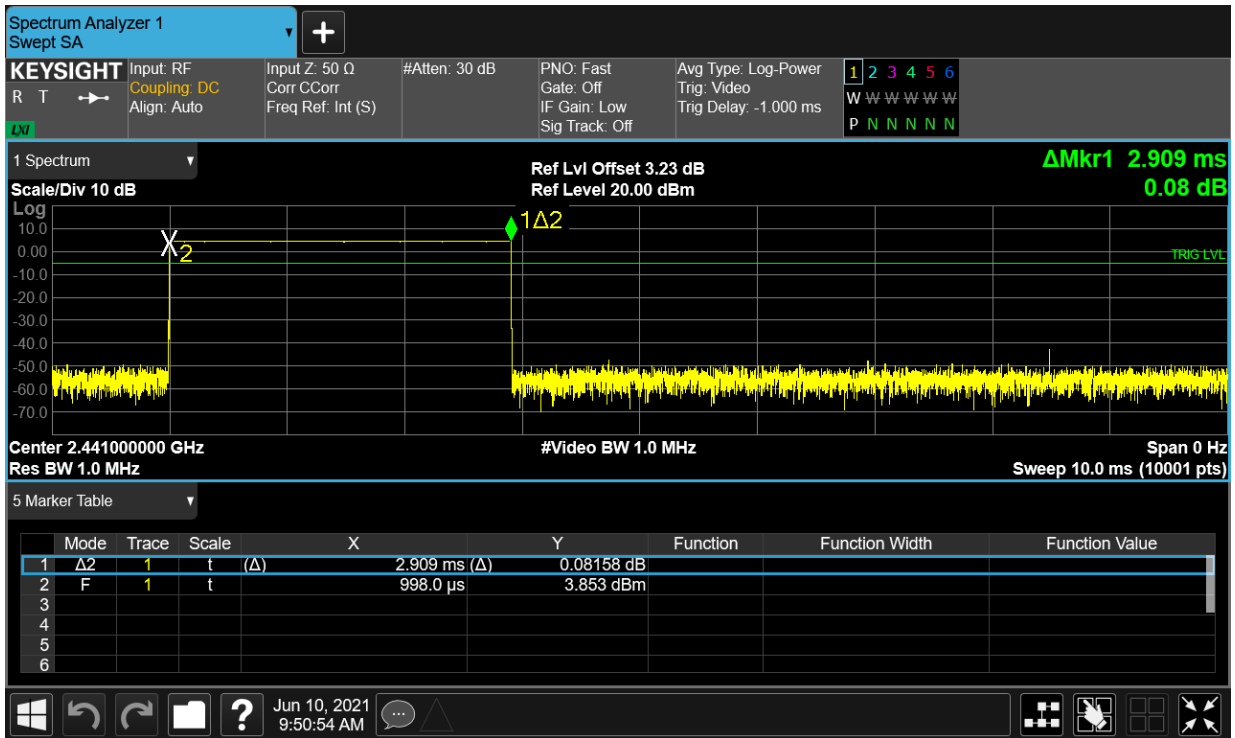 Spectrum Analyzer 1
Swept SA
+
KEYSIGHT
R T
LXI
Input: RF
Coupling: DC
Align: Auto
Input Z: 50 Ω
Corr CCorr
Freq Ref: Int (S)
#Atten: 30 dB
PNO: Fast
Gate: Off
IF Gain: Low
Sig Track: Off
Avg Type: Log-Power
Trig: Video
Trig Delay: -1.000 ms
1 2 3 4 5 6
W W W W W W
P N N N N N
1 Spectrum
Scale/Div 10 dB
Ref Lvl Offset 3.23 dB
Ref Level 20.00 dBm
ΔMkr1 2.909 ms
0.08 dB
Log
10.0
0.00
-10.0
-20.0
-30.0
-40.0
-50.0
-60.0
-70.0
X
2
1Δ2
TRIG LVL
Center 2.441000000 GHz
#Video BW 1.0 MHz
Span 0 Hz
Res BW 1.0 MHz
Sweep 10.0 ms (10001 pts)
5 Marker Table
Mode Trace Scale X Y Function Function Width Function Value
1 Δ2 1 t (Δ) 2.909 ms (Δ) 0.08158 dB
2 F 1 t 998.0 µs 3.853 dBm
3
4
5
6
?
Jun 10, 2021
9:50:54 AM